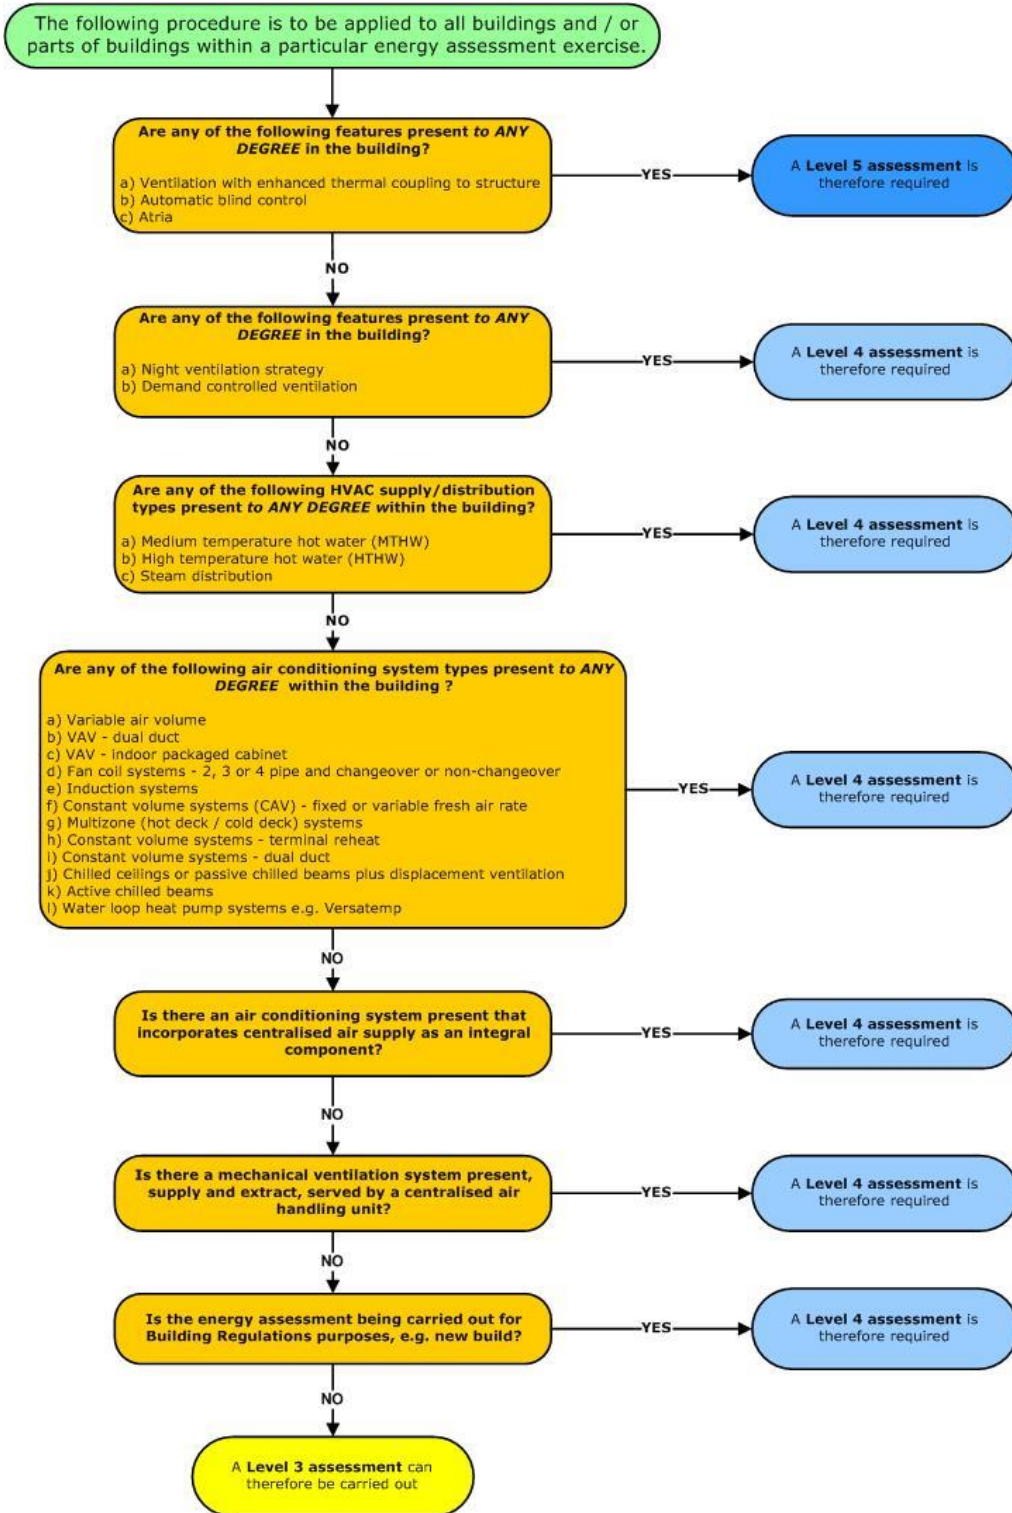 The following procedure is to be applied to all buildings and / or
parts of buildings within a particular energy assessment exercise.
Are any of the following features present to ANY
DEGREE in the building?
a) Ventilation with enhanced thermal coupling to structure
b) Automatic blind control
c) Atria
YES
A Level 5 assessment is
therefore required
NO
Are any of the following features present to ANY
DEGREE in the building?
a) Night ventilation strategy
b) Demand controlled ventilation
YES
A Level 4 assessment is
therefore required
NO
Are any of the following HVAC supply/distribution
types present to ANY DEGREE within the building?
a) Medium temperature hot water (MTHW)
b) High temperature hot water (HTHW)
c) Steam distribution
YES
A Level 4 assessment is
therefore required
NO
Are any of the following air conditioning system types present to ANY
DEGREE within the building ?
a) Variable air volume
b) VAV - dual duct
c) VAV - indoor packaged cabinet
d) Fan coil systems - 2, 3 or 4 pipe and changeover or non-changeover
e) Induction systems
f) Constant volume systems (CAV) - fixed or variable fresh air rate
g) Multizone (hot deck / cold deck) systems
h) Constant volume systems - terminal reheat
i) Constant volume systems - dual duct
j) Chilled ceilings or passive chilled beams plus displacement ventilation
k) Active chilled beams
l) Water loop heat pump systems e.g. Versatemp
YES
A Level 4 assessment is
therefore required
NO
Is there an air conditioning system present that
incorporates centralised air supply as an integral
component?
YES
A Level 4 assessment is
therefore required
NO
Is there a mechanical ventilation system present,
supply and extract, served by a centralised air
handling unit?
YES
A Level 4 assessment is
therefore required
NO
Is the energy assessment being carried out for
Building Regulations purposes, e.g. new build?
YES
A Level 4 assessment is
therefore required
NO
A Level 3 assessment can
therefore be carried out